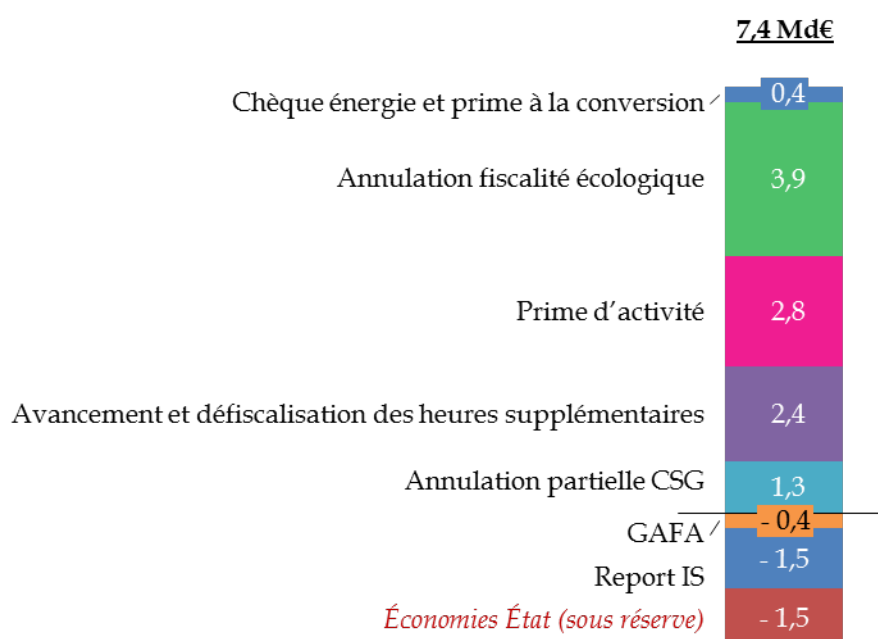 7,4 Md€
Chèque énergie et prime à la conversion 0,4
Annulation fiscalité écologique 3,9
Prime d’activité 2,8
Avancement et défiscalisation des heures supplémentaires 2,4
Annulation partielle CSG 1,3
GAFA - 0,4
Report IS - 1,5
Économies État (sous réserve) - 1,5